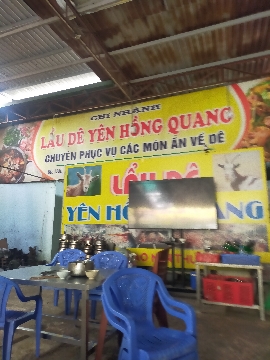 CHI NHÁNH
LẨU DÊ YÊN HỒNG QUANG
CHUYÊN PHỤC VỤ CÁC MÓN ĂN VỀ DÊ
LẨU DÊ
YÊN HO ANG